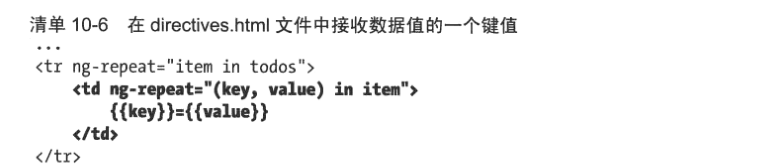 清单 10-6 在 directives.html 文件中接收数据值的一个键值
...
<tr ng-repeat="item in todos">
    <td ng-repeat="(key, value) in item">
        {{key}}={{value}}
    </td>
</tr>